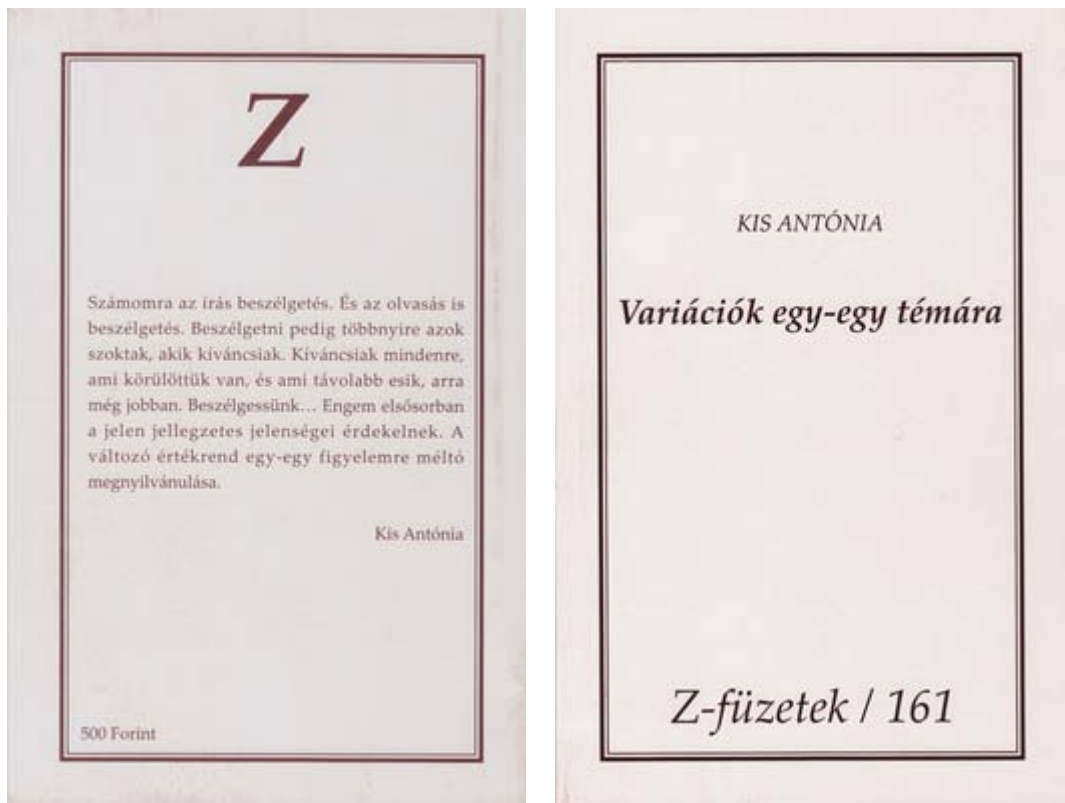 Z
Számomra az írás beszélgetés. És az olvasás is
beszélgetés. Beszélgetni pedig többnyire azok
szoktak, akik kíváncsiak. Kíváncsiak mindenre,
ami körülöttük van, és ami távolabb esik, arra
még jobban. Beszélgessünk... Engem elsősorban
a jelen jellegzetes jelenségei érdekelnek. A
változó értékrend egy-egy figyelemre méltó
megnyilvánulása.
Kis Antónia
500 Forint
KIS ANTÓNIA
Variációk egy-egy témára
Z-füzetek / 161